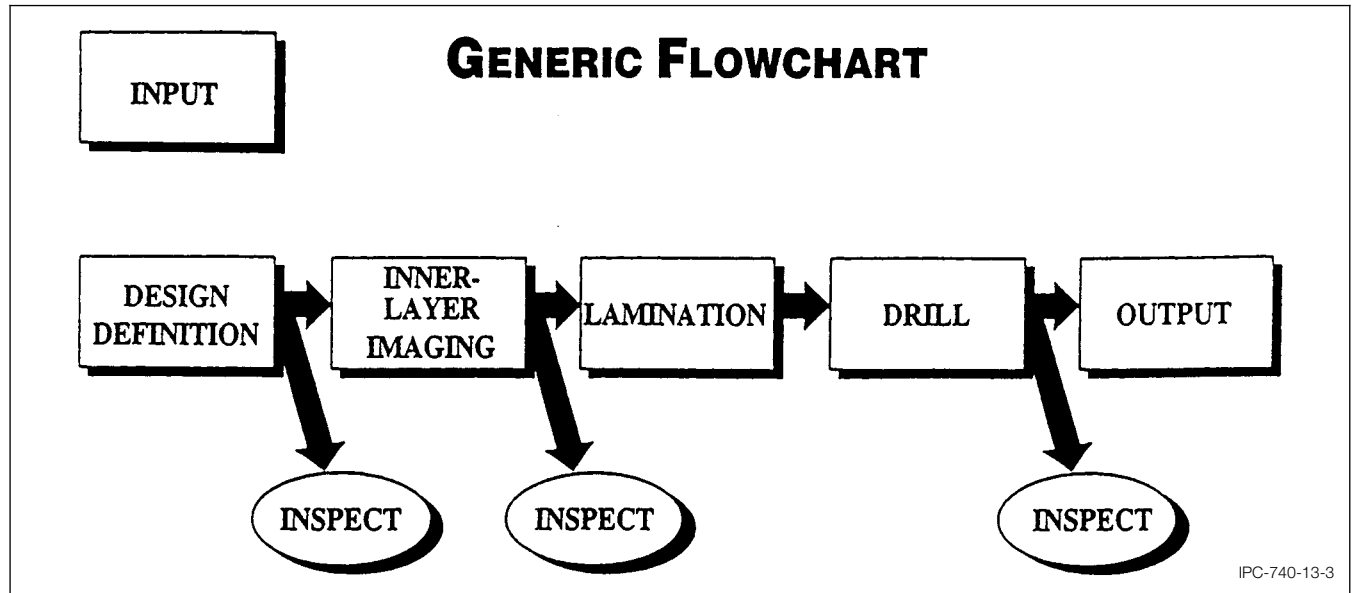 INPUT
GENERIC FLOWCHART
DESIGN
DEFINITION
INNER-
LAYER
IMAGING
LAMINATION
DRILL
OUTPUT
INSPECT
INSPECT
INSPECT
IPC-740-13-3